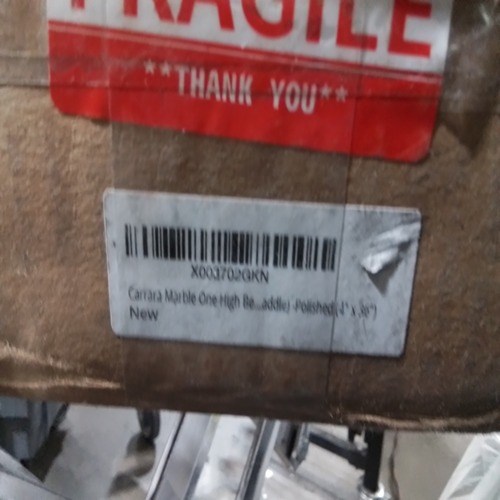 FRAGILE
**THANK YOU**
X003702GKN
Carrara Marble One High Be...addle) -Polished (4" x 36")
New